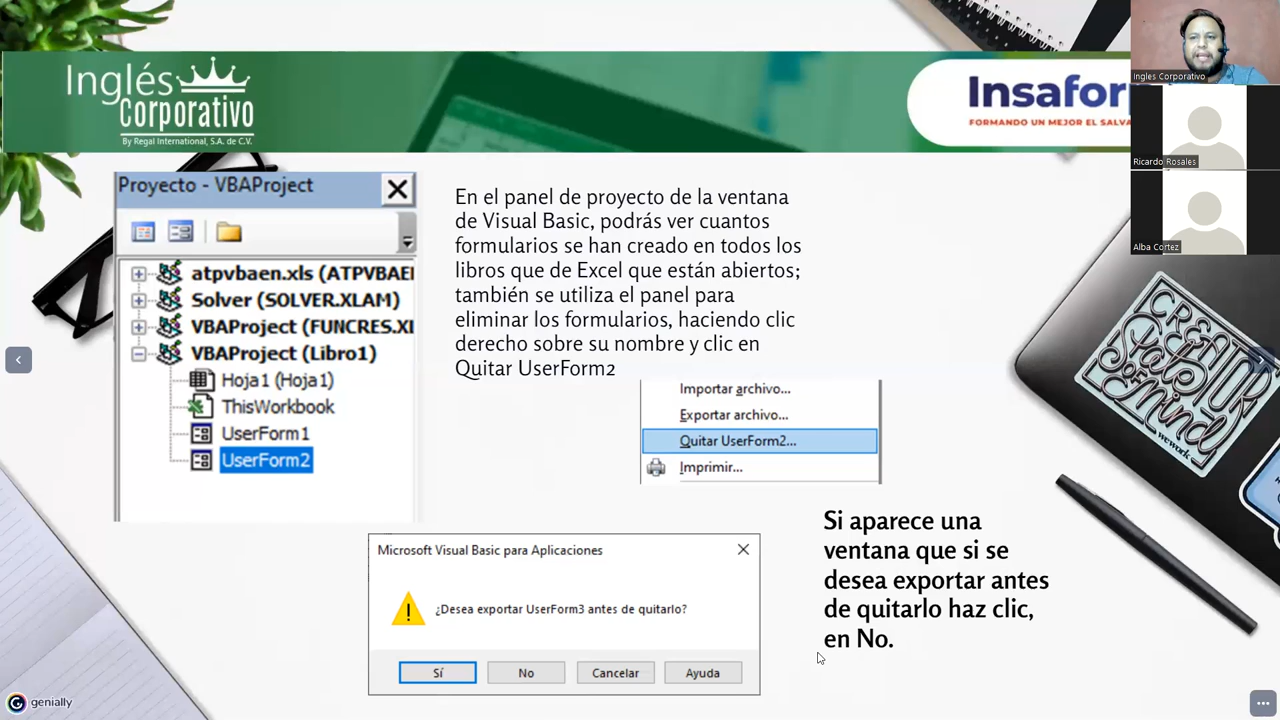 Inglés
Corporativo
By Regal International, S.A. de C.V.
Insafor
FORMANDO UN MEJOR EL SALVA
Ingles Corporativo
Ricardo Rosales
Alba Cortez
Proyecto - VBAProject
atpvbaen.xls (ATPVBAEI
Solver (SOLVER.XLAM)
VBAProject (FUNCRES.XI
VBAProject (Libro1)
Hoja1 (Hoja1)
ThisWorkbook
UserForm1
UserForm2
En el panel de proyecto de la ventana
de Visual Basic, podrás ver cuantos
formularios se han creado en todos los
libros que de Excel que están abiertos;
también se utiliza el panel para
eliminar los formularios, haciendo clic
derecho sobre su nombre y clic en
Quitar UserForm2
Importar archivo...
Exportar archivo...
Quitar UserForm2...
Imprimir...
Microsoft Visual Basic para Aplicaciones
¿Desea exportar UserForm3 antes de quitarlo?
Sí
No
Cancelar
Ayuda
Si aparece una
ventana que si se
desea exportar antes
de quitarlo haz clic,
en No.
CREATOR
State
OF
mind
wework
genially